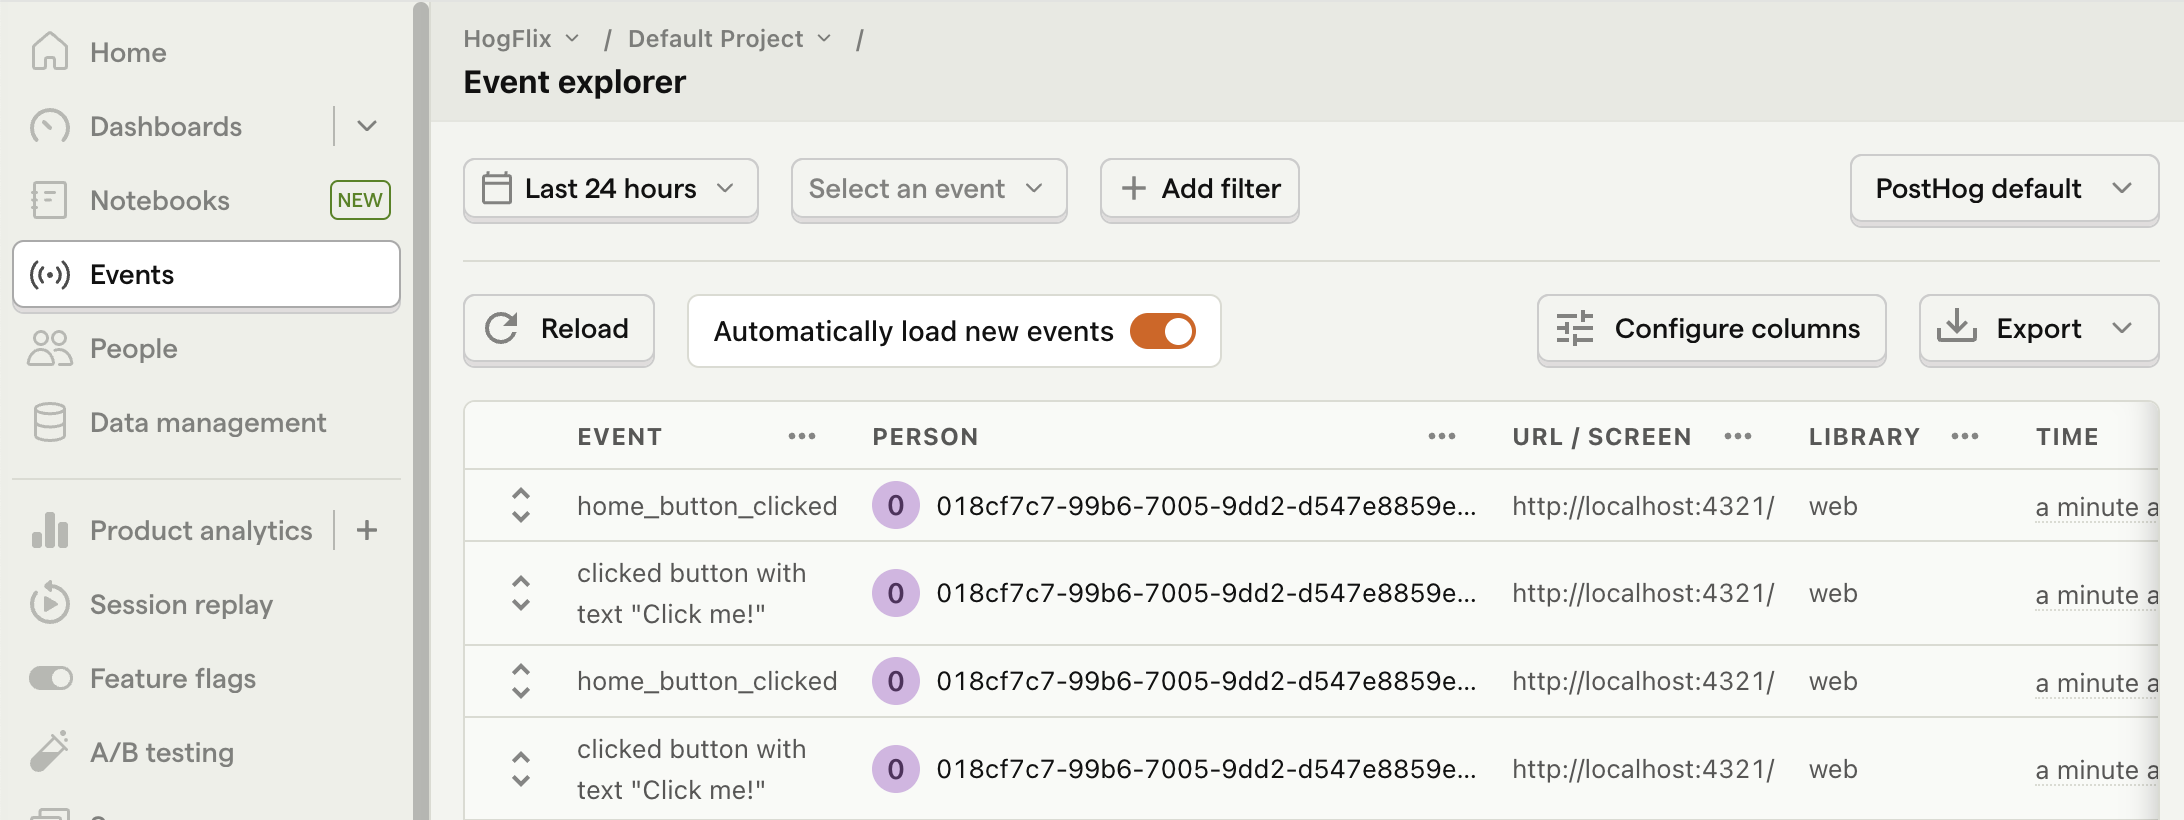 Home
Dashboards
Notebooks NEW
Events
People
Data management
Product analytics
Session replay
Feature flags
A/B testing
HogFlix / Default Project /
Event explorer
Last 24 hours Select an event Add filter PostHog default
Reload Automatically load new events Configure columns Export
EVENT ••• PERSON ••• URL / SCREEN ••• LIBRARY ••• TIME
home_button_clicked 0 018cf7c7-99b6-7005-9dd2-d547e8859e... http://localhost:4321/ web a minute a
clicked button with
text "Click me!" 0 018cf7c7-99b6-7005-9dd2-d547e8859e... http://localhost:4321/ web a minute a
home_button_clicked 0 018cf7c7-99b6-7005-9dd2-d547e8859e... http://localhost:4321/ web a minute a
clicked button with
text "Click me!" 0 018cf7c7-99b6-7005-9dd2-d547e8859e... http://localhost:4321/ web a minute a